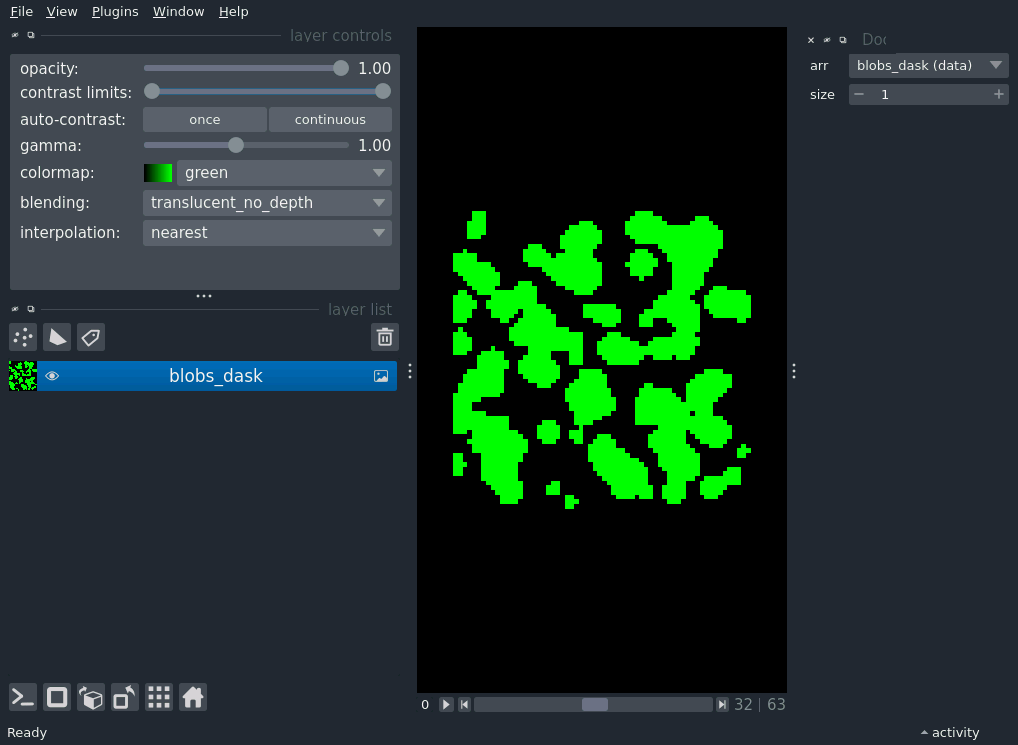 File View Plugins Window Help
layer controls
opacity: 1.00
contrast limits:
auto-contrast: once continuous
gamma: 1.00
colormap: green
blending: translucent_no_depth
interpolation: nearest
layer list
blobs_dask
0 32 | 63
arr blobs_dask (data)
size − 1 +
Ready
activity